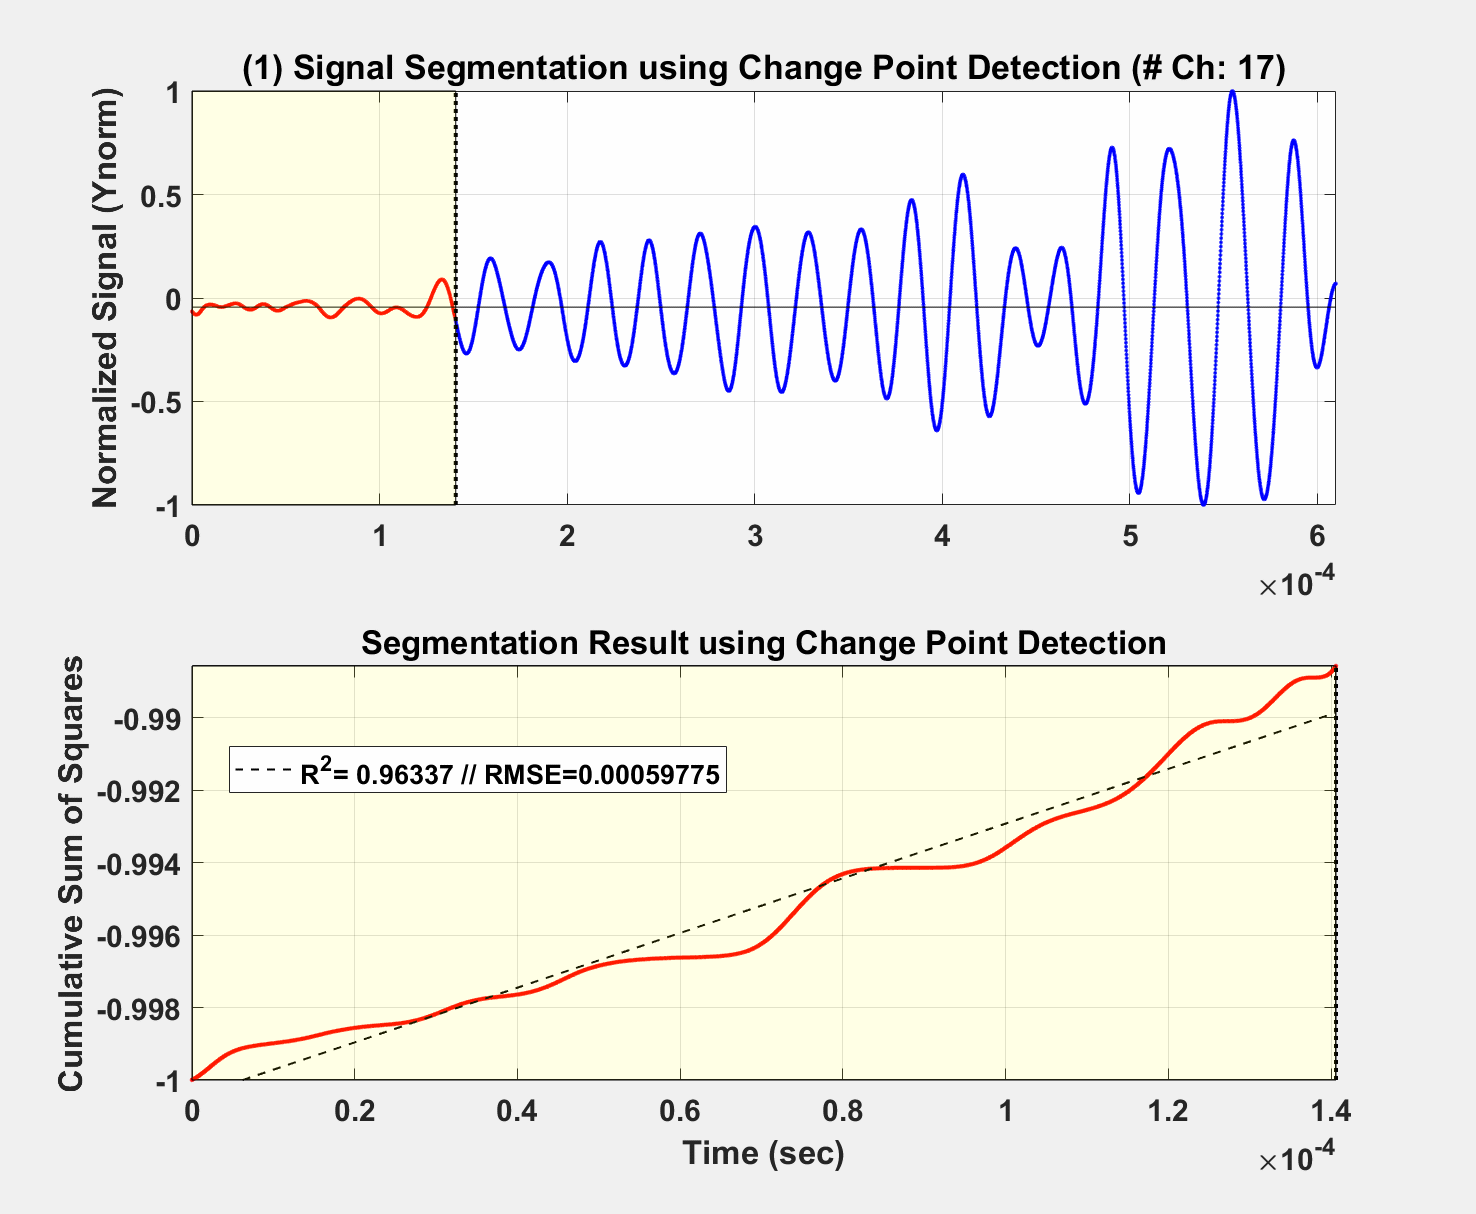 (1) Signal Segmentation using Change Point Detection (# Ch: 17)
Normalized Signal (Ynorm)
1
0.5
0
-0.5
-1
0 1 2 3 4 5 6
×10⁻⁴
Segmentation Result using Change Point Detection
Cumulative Sum of Squares
-0.99
-0.992
-0.994
-0.996
-0.998
-1
R²= 0.96337 // RMSE=0.00059775
0 0.2 0.4 0.6 0.8 1 1.2 1.4
Time (sec)
×10⁻⁴